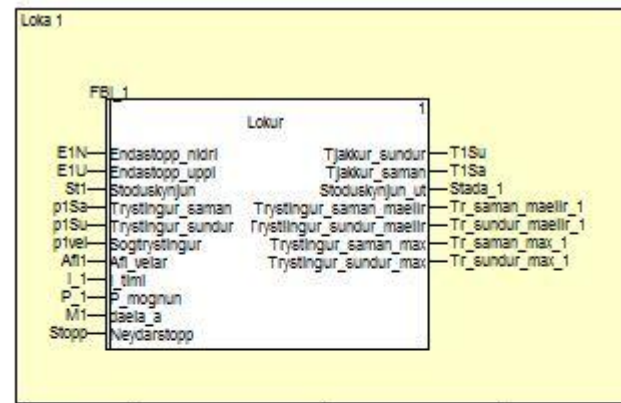 Loka 1
FBI_1
1
Lokur
E1N Endastopp_nidri Tjakkur_sundur T1Su
E1U Endastopp_uppi Tjakkur_saman T1Sa
St1 Stoduskynjun Stoduskynjun_ut Stada_1
p1Sa Trystingur_saman Trystingur_saman_maelir Tr_saman_maelir_1
p1Su Trystingur_sundur Trystingur_sundur_maelir Tr_sundur_maelir_1
p1vel Sogtrystingur Trystingur_saman_max Tr_saman_max_1
Afl1 Afl_velar Trystingur_sundur_max Tr_sundur_max_1
I_1 I_timi
P_1 P_mognun
M1 daela_a
Stopp Neydarstopp